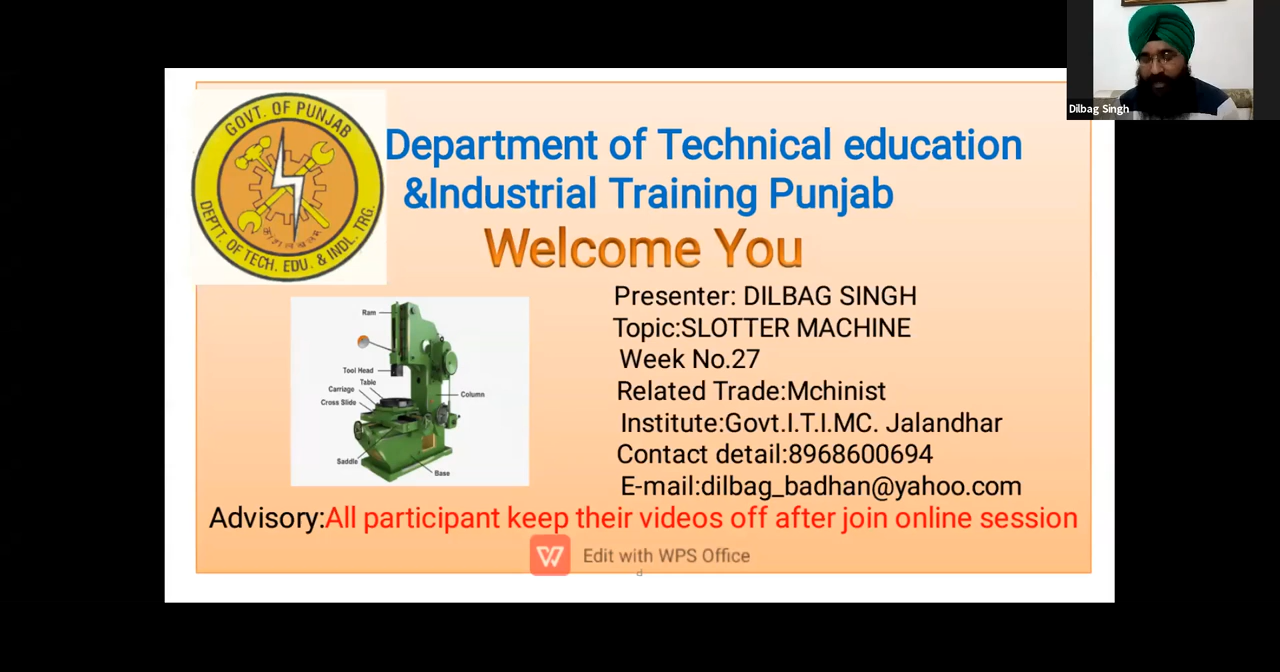 Dilbag Singh
GOVT. OF PUNJAB
DEPTT. OF TECH. EDU. & INDL. TRG.
Department of Technical education
&Industrial Training Punjab
Welcome You
Ram
Tool Head
Table
Carriage
Cross Slide
Column
Saddle
Base
Presenter: DILBAG SINGH
Topic:SLOTTER MACHINE
Week No.27
Related Trade:Mchinist
Institute:Govt.I.T.I.MC. Jalandhar
Contact detail:8968600694
E-mail:dilbag_badhan@yahoo.com
Advisory:All participant keep their videos off after join online session
Edit with WPS Office
d